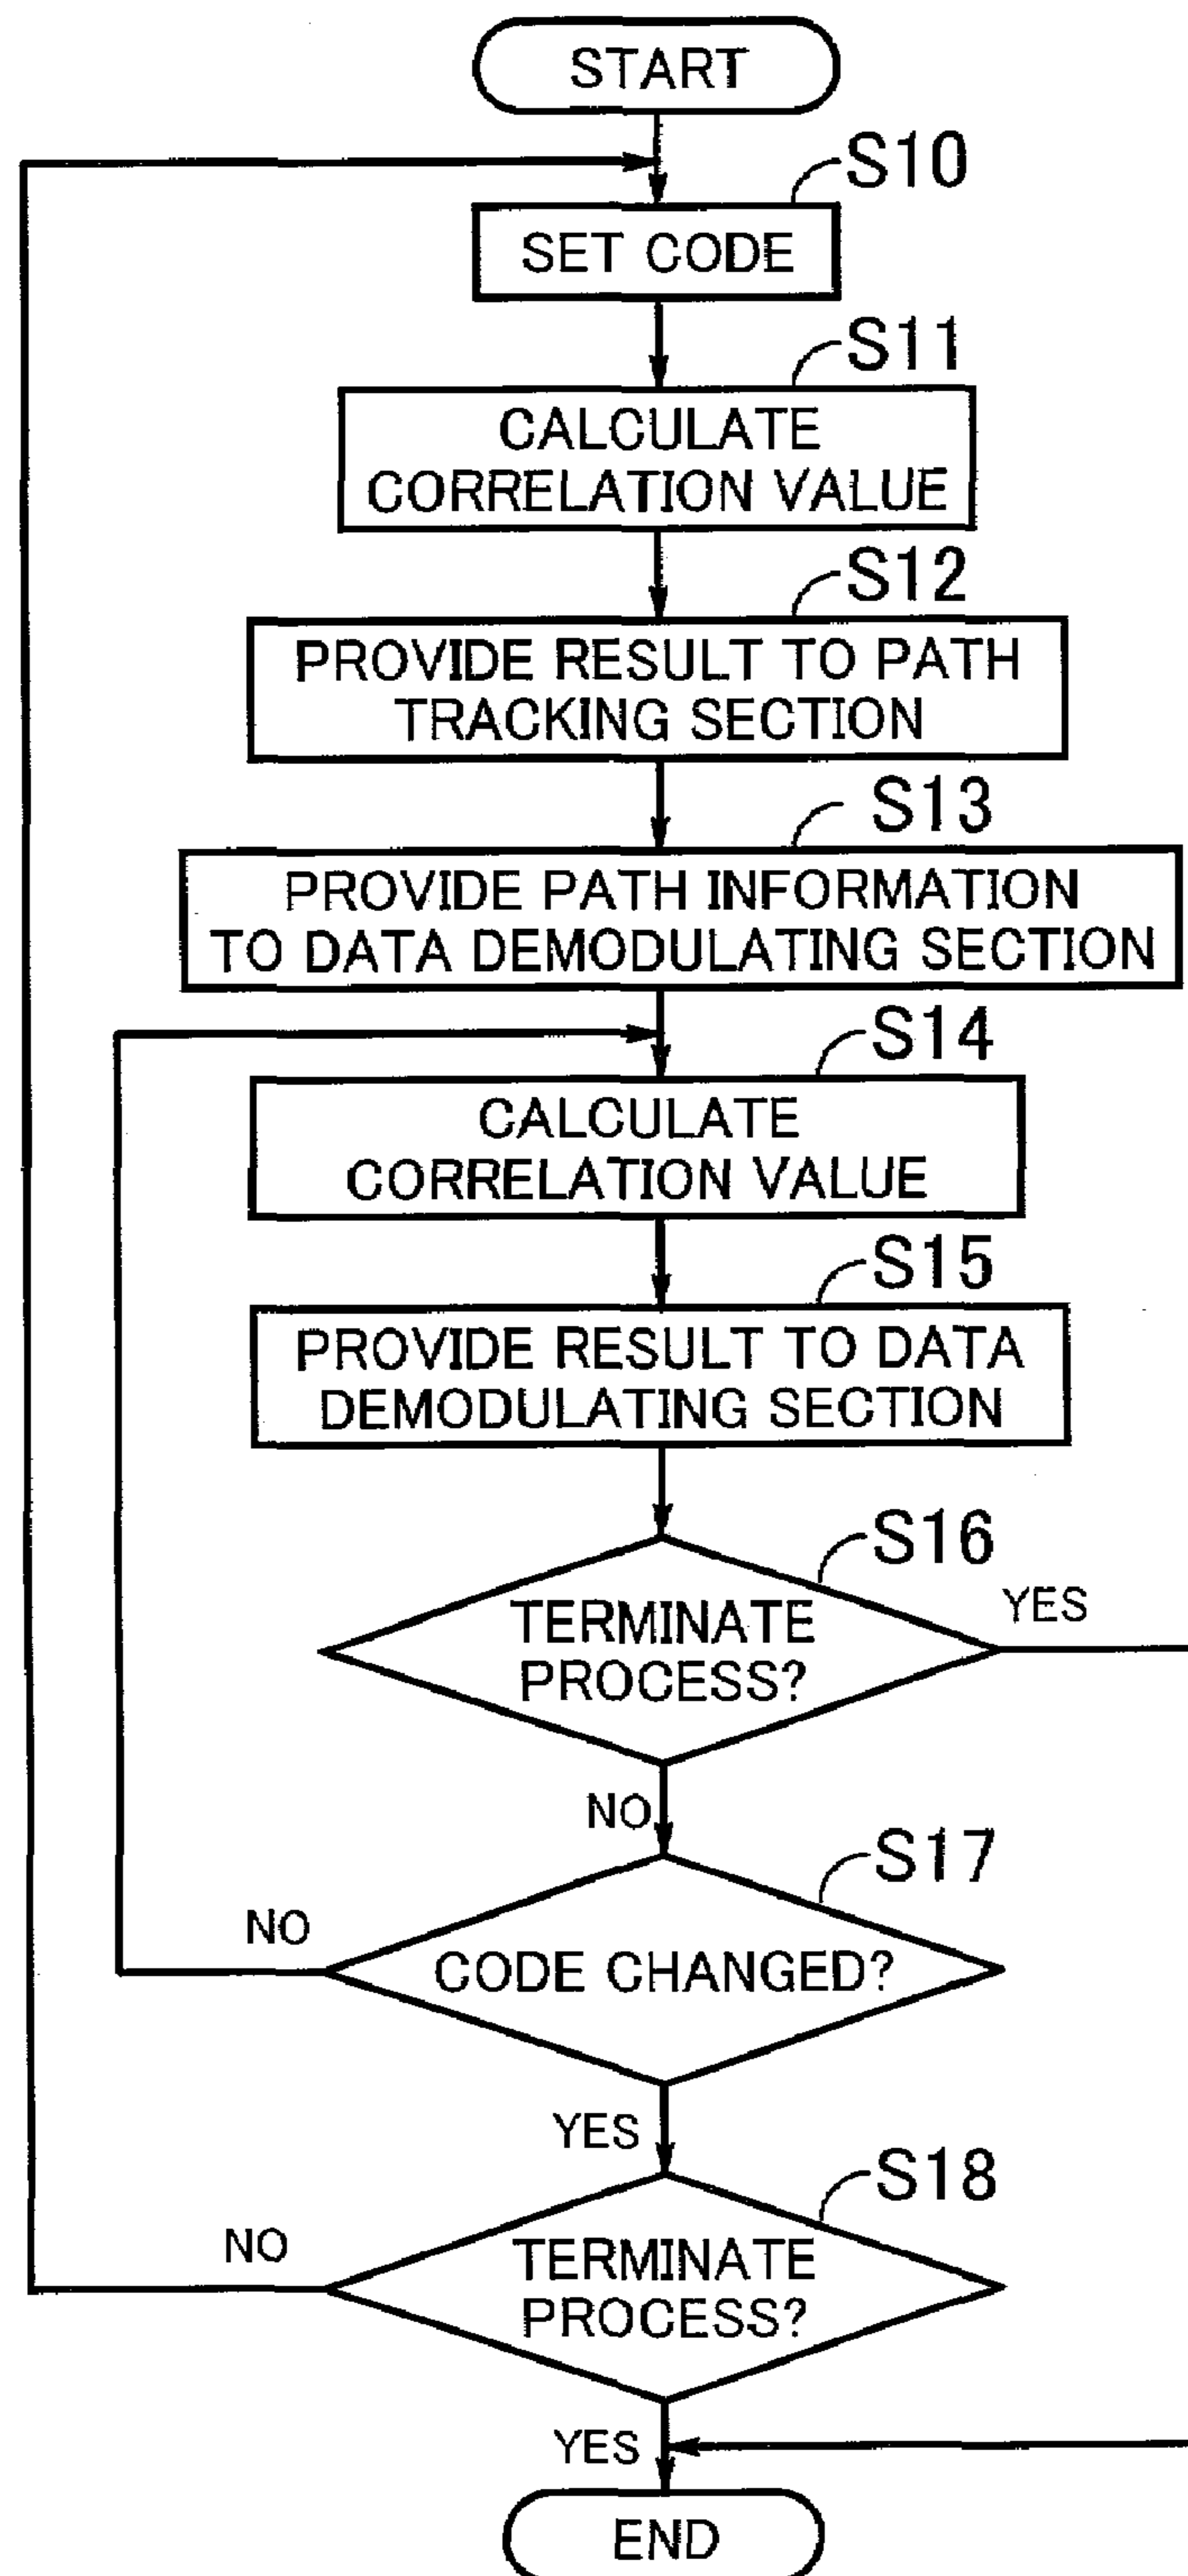 START
S10
SET CODE
S11
CALCULATE
CORRELATION VALUE
S12
PROVIDE RESULT TO PATH
TRACKING SECTION
S13
PROVIDE PATH INFORMATION
TO DATA DEMODULATING SECTION
S14
CALCULATE
CORRELATION VALUE
S15
PROVIDE RESULT TO DATA
DEMODULATING SECTION
S16
TERMINATE
PROCESS?
YES
NO
S17
CODE CHANGED?
NO
YES
S18
TERMINATE
PROCESS?
NO
YES
END